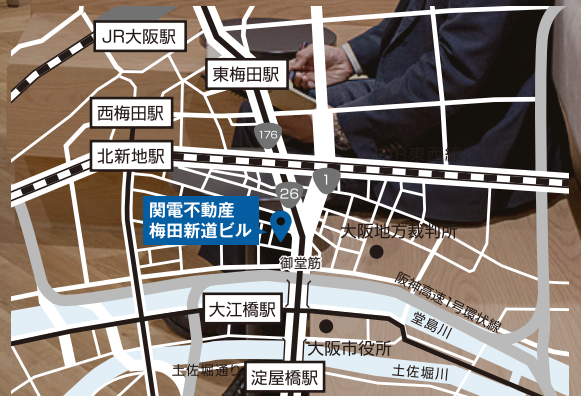 JR大阪駅
東梅田駅
西梅田駅
176
北新地駅
1
26
関電不動産
梅田新道ビル
大阪地方裁判所
御堂筋
阪神高速1号環状線
大江橋駅
堂島川
大阪市役所
土佐堀通り
淀屋橋駅
土佐堀川